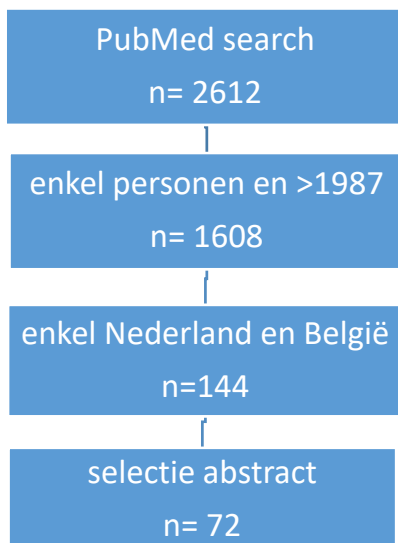 PubMed search
n= 2612
enkel personen en >1987
n= 1608
enkel Nederland en België
n=144
selectie abstract
n= 72